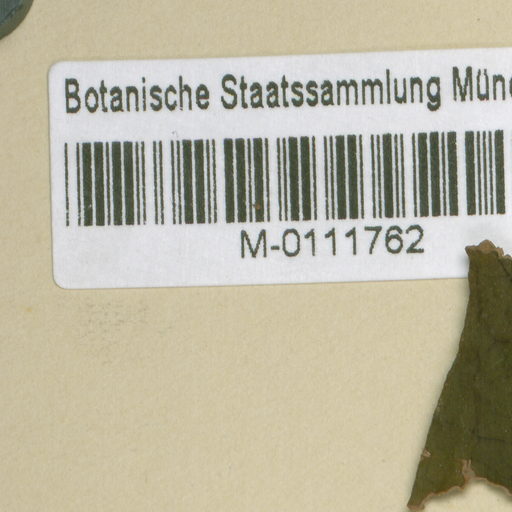 Botanische Staatssammlung Mün
M-0111762